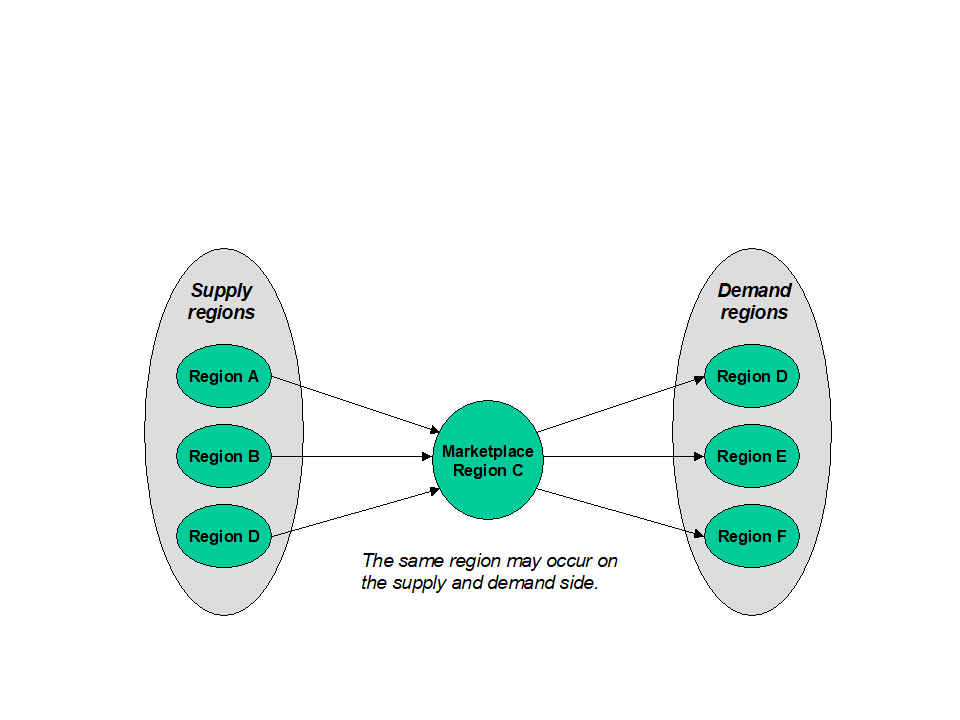 Supply
regions
Region A
Region B
Region D
Marketplace
Region C
The same region may occur on
the supply and demand side.
Demand
regions
Region D
Region E
Region F